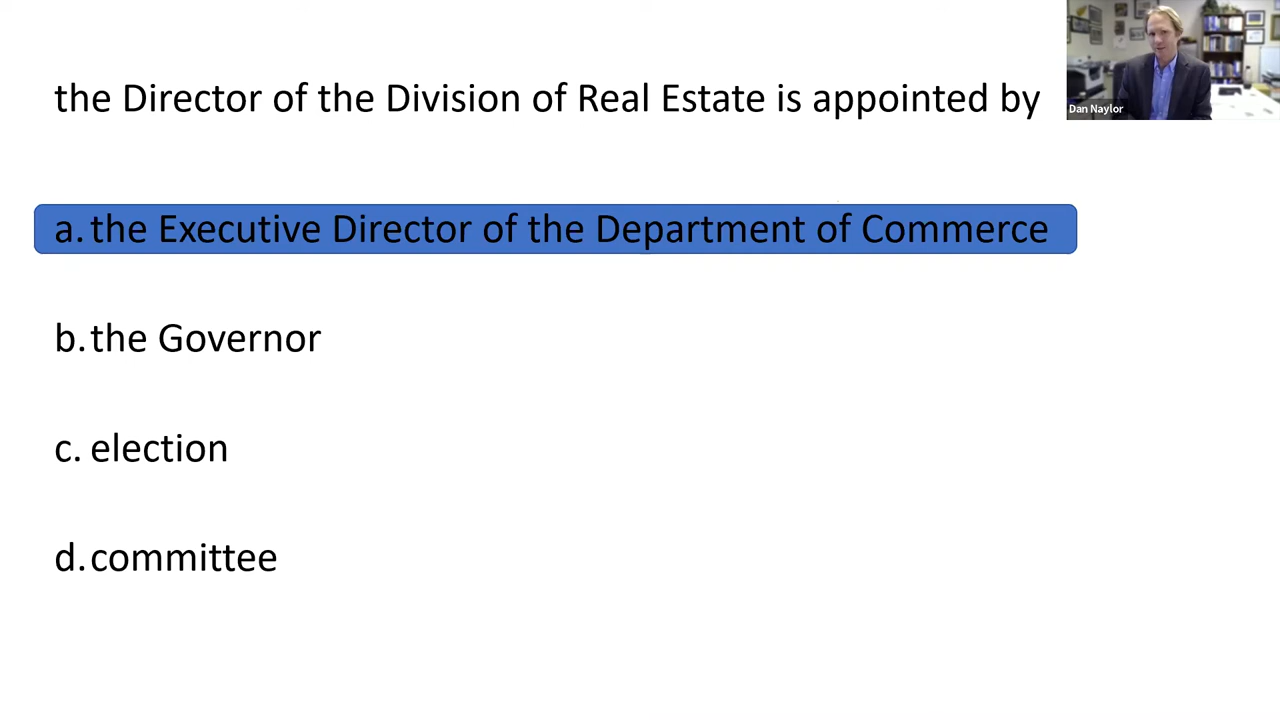 the Director of the Division of Real Estate is appointed by
Dan Naylor
a. the Executive Director of the Department of Commerce
b. the Governor
c. election
d. committee